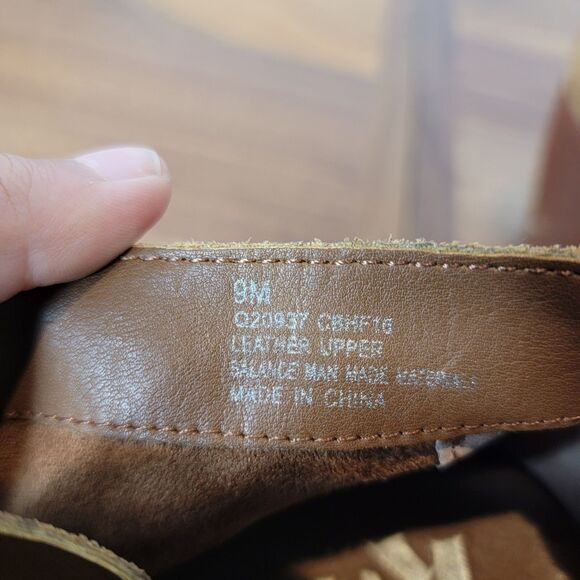 9M
Q20937 CBHF16
LEATHER UPPER
BALANCE MAN MADE MATERIALS
MADE IN CHINA